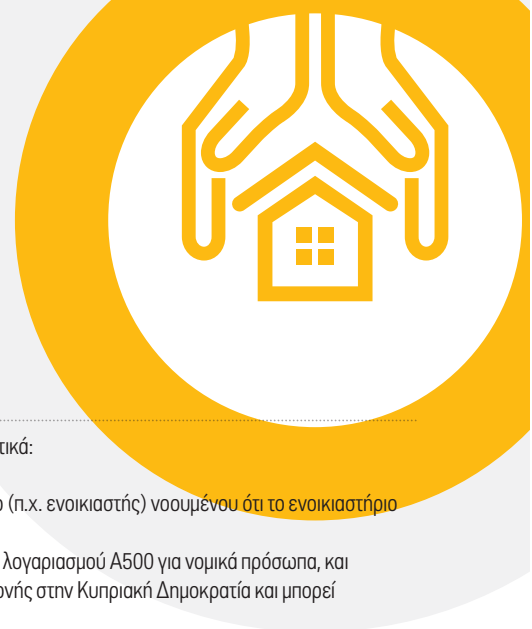 τικά:
ο (π.χ. ενοικιαστής) νοουμένου ότι το ενοικιαστήριο
λογαριασμού Α500 για νομικά πρόσωπα, και
ονής στην Κυπριακή Δημοκρατία και μπορεί